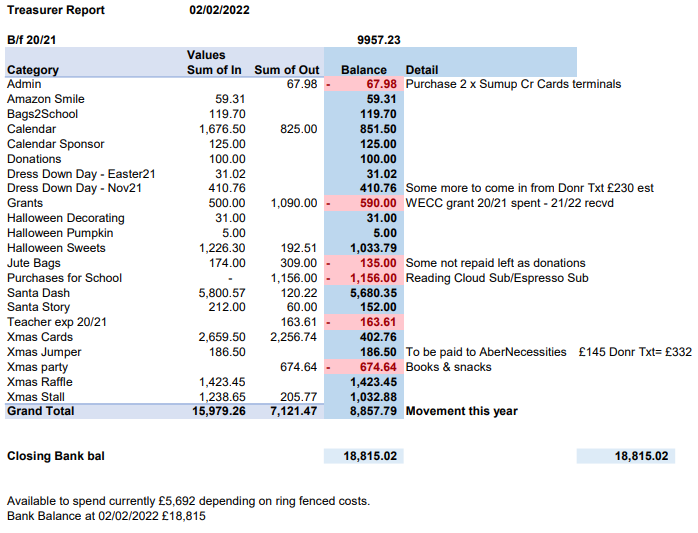 Treasurer Report 02/02/2022
B/f 20/21 9957.23
Values
Category Sum of In Sum of Out Balance Detail
Admin 67.98 - 67.98 Purchase 2 x Sumup Cr Cards terminals
Amazon Smile 59.31 59.31
Bags2School 119.70 119.70
Calendar 1,676.50 825.00 851.50
Calendar Sponsor 125.00 125.00
Donations 100.00 100.00
Dress Down Day - Easter21 31.02 31.02
Dress Down Day - Nov21 410.76 410.76 Some more to come in from Donr Txt £230 est
Grants 500.00 1,090.00 - 590.00 WECC grant 20/21 spent - 21/22 recvd
Halloween Decorating 31.00 31.00
Halloween Pumpkin 5.00 5.00
Halloween Sweets 1,226.30 192.51 1,033.79
Jute Bags 174.00 309.00 - 135.00 Some not repaid left as donations
Purchases for School - 1,156.00 - 1,156.00 Reading Cloud Sub/Espresso Sub
Santa Dash 5,800.57 120.22 5,680.35
Santa Story 212.00 60.00 152.00
Teacher exp 20/21 163.61 - 163.61
Xmas Cards 2,659.50 2,256.74 402.76
Xmas Jumper 186.50 186.50 To be paid to AberNecessities £145 Donr Txt= £332
Xmas party 674.64 - 674.64 Books & snacks
Xmas Raffle 1,423.45 1,423.45
Xmas Stall 1,238.65 205.77 1,032.88
Grand Total 15,979.26 7,121.47 8,857.79 Movement this year
Closing Bank bal 18,815.02 18,815.02
Available to spend currently £5,692 depending on ring fenced costs.
Bank Balance at 02/02/2022 £18,815